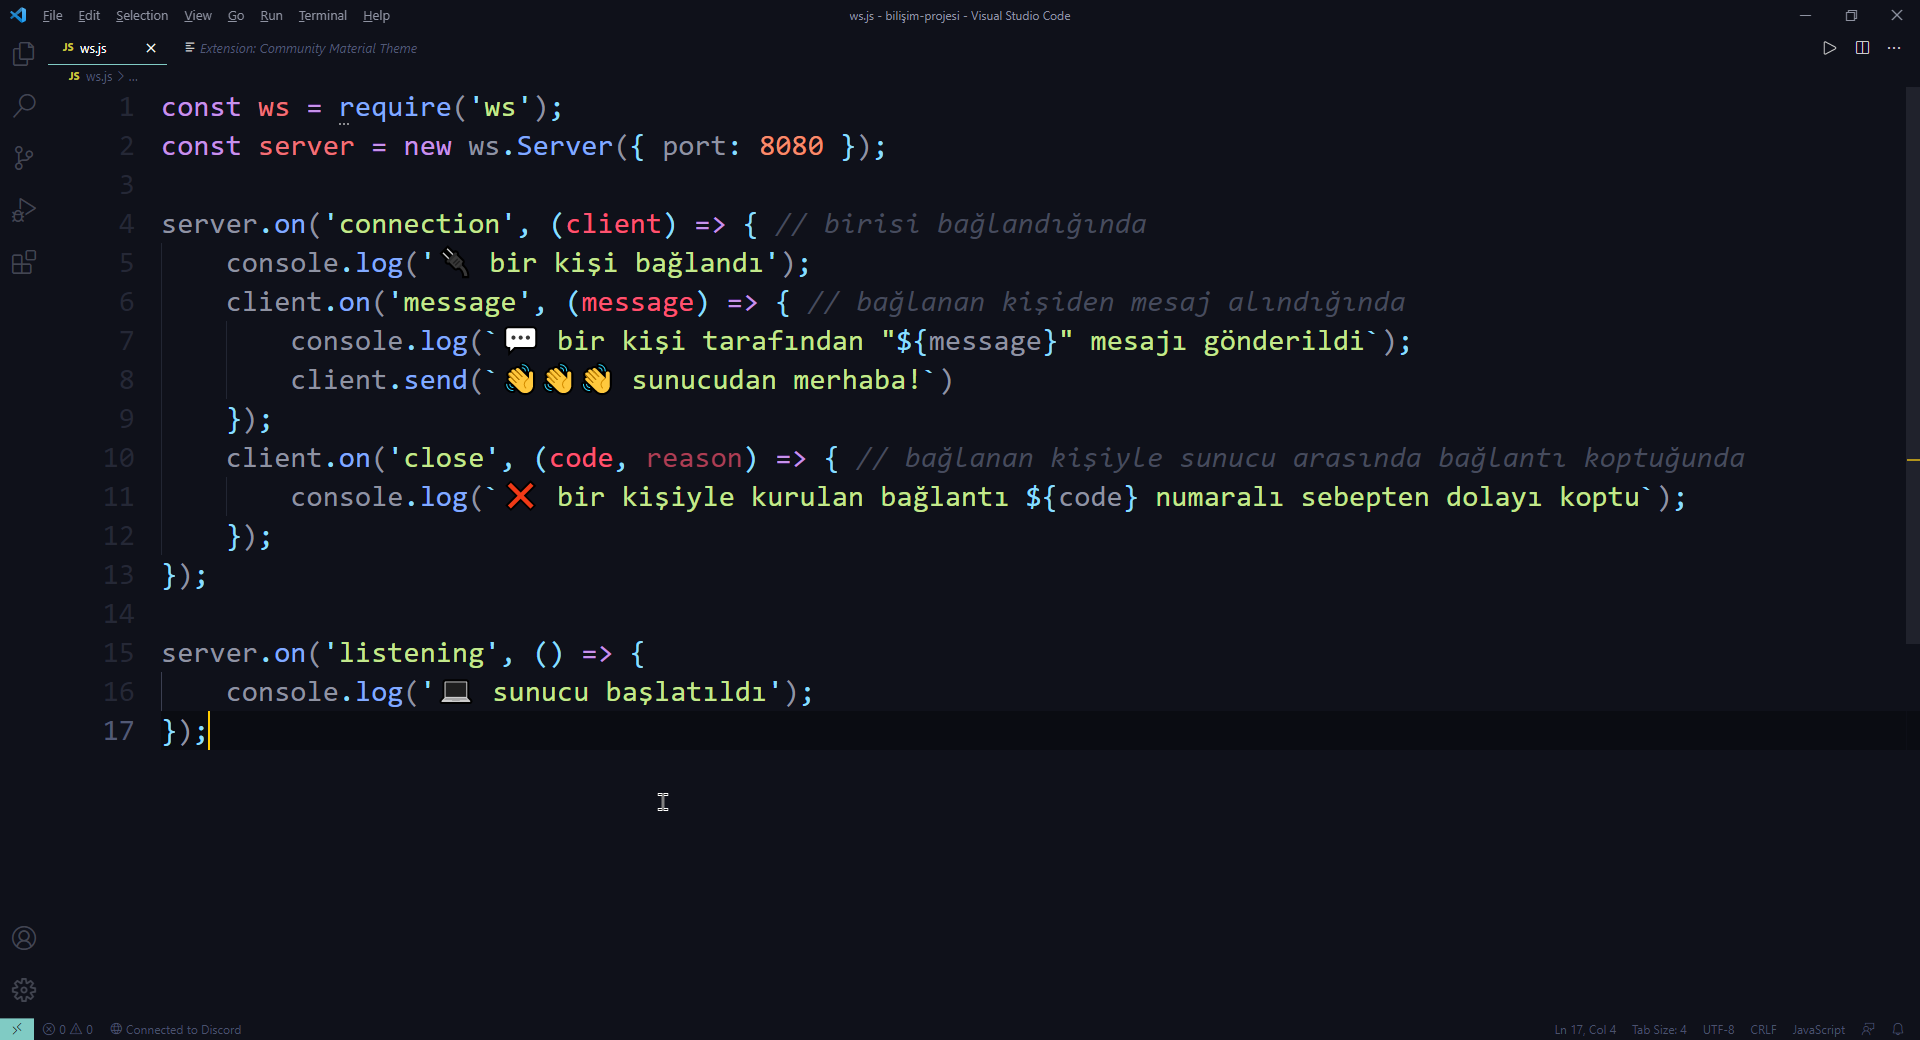 File Edit Selection View Go Run Terminal Help
ws.js - bilişim-projesi - Visual Studio Code
JS ws.js
Extension: Community Material Theme
JS ws.js > ...
1 const ws = require('ws');
2 const server = new ws.Server({ port: 8080 });
3
4 server.on('connection', (client) => { // birisi bağlandığında
5     console.log('🔌 bir kişi bağlandı');
6     client.on('message', (message) => { // bağlanan kişiden mesaj alındığında
7         console.log(`💬 bir kişi tarafından "${message}" mesajı gönderildi`);
8         client.send(`👋👋👋 sunucudan merhaba!`)
9     });
10     client.on('close', (code, reason) => { // bağlanan kişiyle sunucu arasında bağlantı koptuğunda
11         console.log(`❌ bir kişiyle kurulan bağlantı ${code} numaralı sebepten dolayı koptu`);
12     });
13 });
14
15 server.on('listening', () => {
16     console.log('💻 sunucu başlatıldı');
17 });
0 0 Connected to Discord
Ln 17, Col 4 Tab Size: 4 UTF-8 CRLF JavaScript